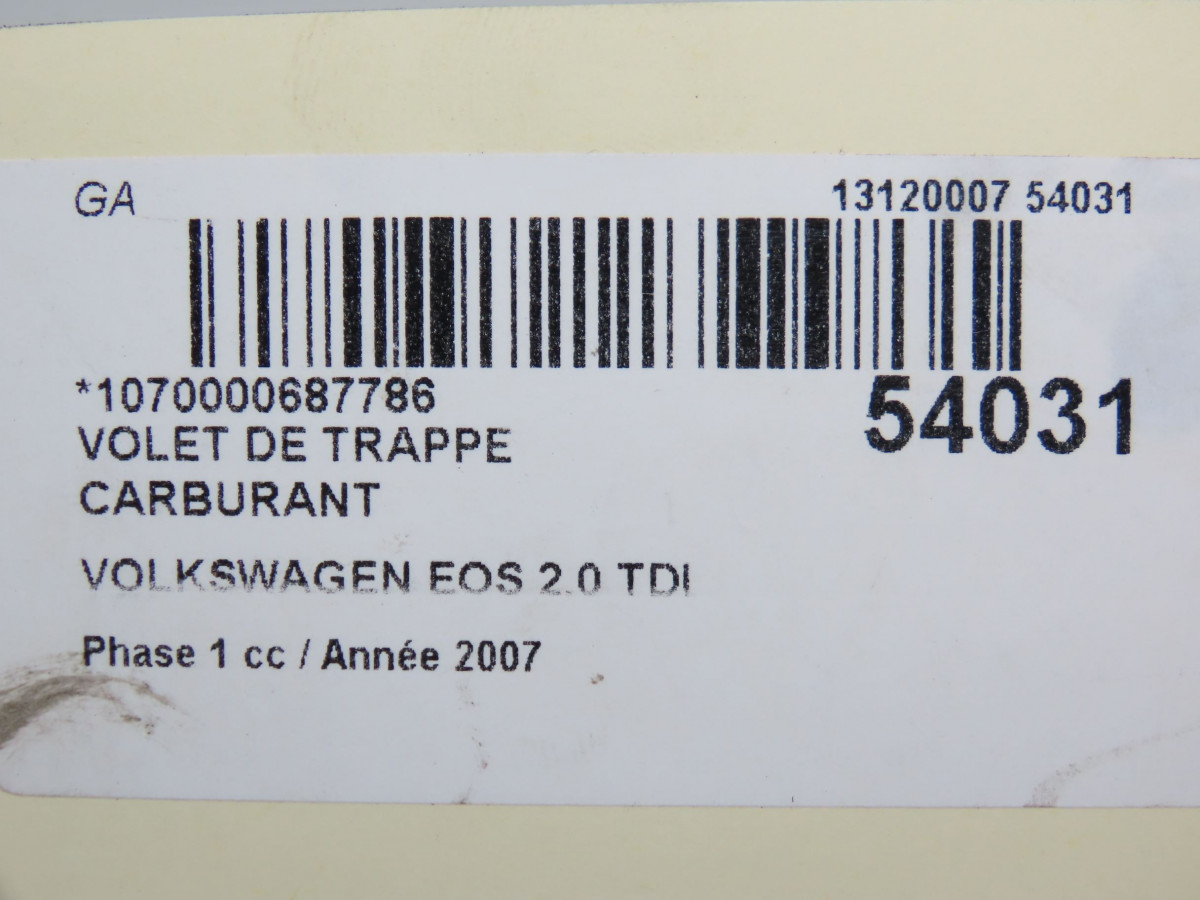 GA
13120007 54031
*1070000687786
54031
VOLET DE TRAPPE
CARBURANT
VOLKSWAGEN EOS 2.0 TDI
Phase 1 cc / Année 2007